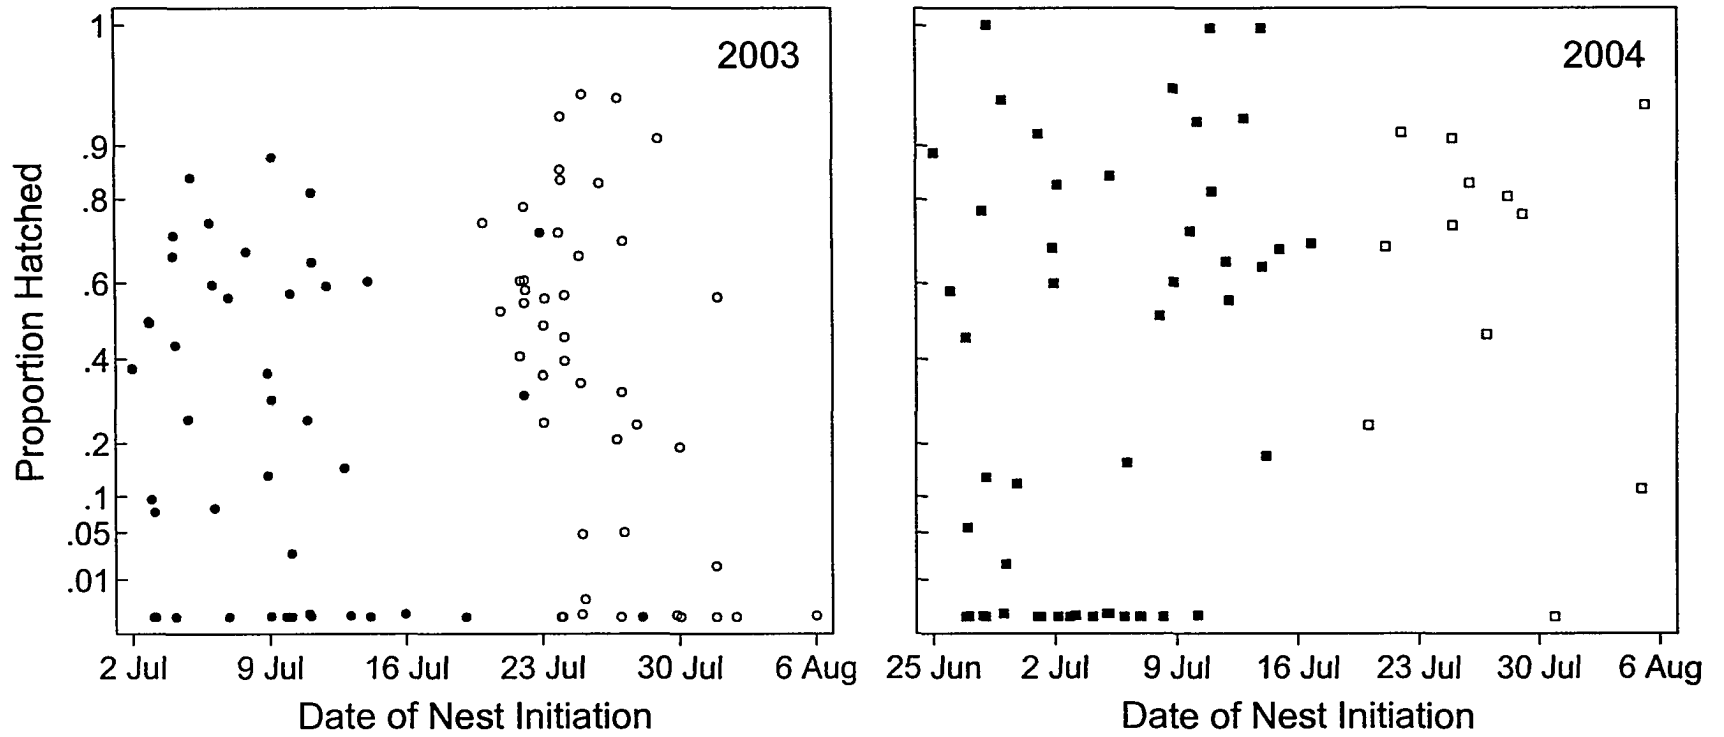 2003
2004
Proportion Hatched
1
.9
.8
.6
.4
.2
.1
.05
.01
2 Jul 9 Jul 16 Jul 23 Jul 30 Jul 6 Aug
25 Jun 2 Jul 9 Jul 16 Jul 23 Jul 30 Jul 6 Aug
Date of Nest Initiation
Date of Nest Initiation